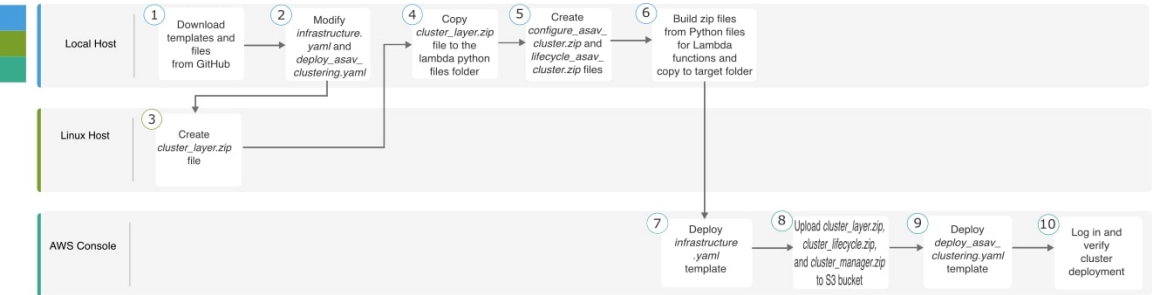 Local Host
1
Download
templates and
files
from GitHub
2
Modify
infrastructure.
yaml and
deploy_asav_
clustering.yaml
4
Copy
cluster_layer.zip
file to the
lambda python
files folder
5
Create
configure_asav_
cluster.zip and
lifecycle_asav_
cluster.zip files
6
Build zip files
from Python files
for Lambda
functions and
copy to target folder
Linux Host
3
Create
cluster_layer.zip
file
AWS Console
7
Deploy
infrastructure
.yaml
template
8
Upload cluster_layer.zip,
cluster_lifecycle.zip,
and cluster_manager.zip
to S3 bucket
9
Deploy
deploy_asav_
clustering.yaml
template
10
Log in and
verify
cluster
deployment